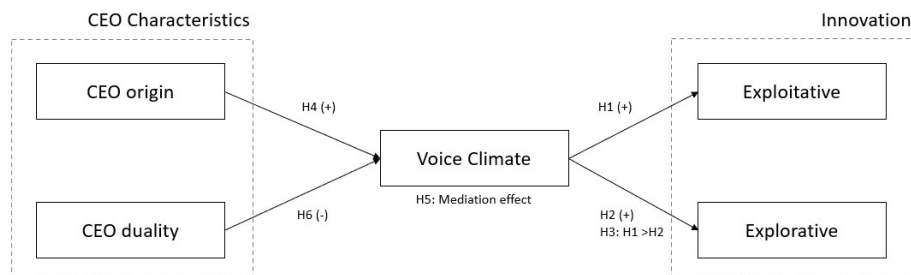 CEO Characteristics
Innovation
CEO origin
H4 (+)
H1 (+)
Exploitative
Voice Climate
H5: Mediation effect
CEO duality
H6 (-)
H2 (+)
H3: H1 >H2
Explorative